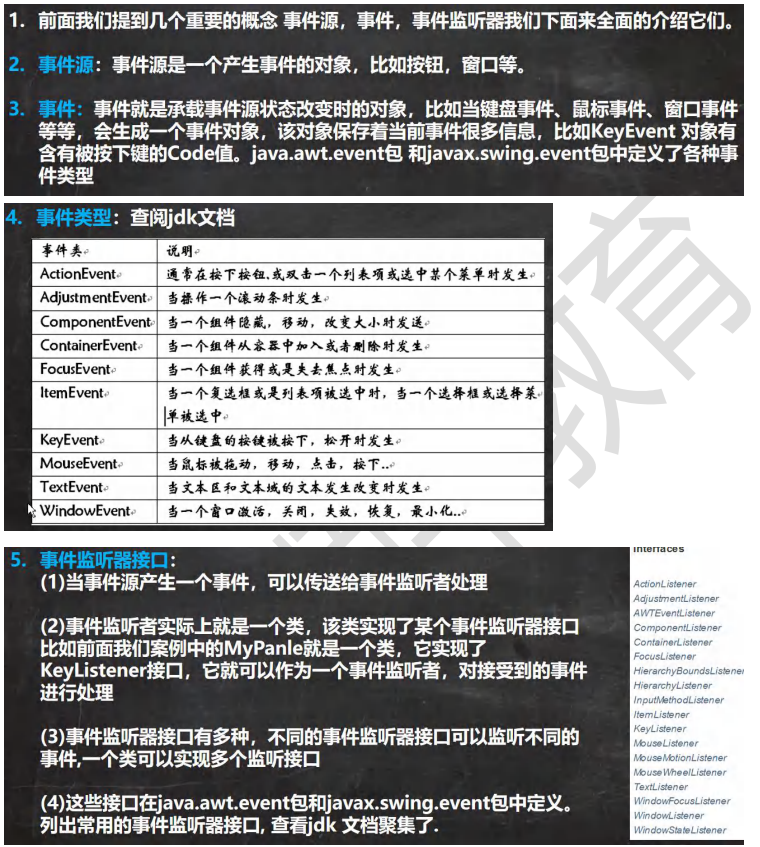 1. 前面我们提到几个重要的概念 事件源，事件，事件监听器我们下面来全面的介绍它们。
2. 事件源：事件源是一个产生事件的对象，比如按钮，窗口等。
3. 事件：事件就是承载事件源状态改变时的对象，比如当键盘事件、鼠标事件、窗口事件
等等，会生成一个事件对象，该对象保存着当前事件很多信息，比如KeyEvent 对象有
含有被按下键的Code值。java.awt.event包 和javax.swing.event包中定义了各种事
件类型
4. 事件类型：查阅jdk文档
事件类 说明
ActionEvent 通常在按下按钮,或双击一个列表项或选中某个菜单时发生
AdjustmentEvent 当操作一个滚动条时发生
ComponentEvent 当一个组件隐藏，移动，改变大小时发送
ContainerEvent 当一个组件从容器中加入或者删除时发生
FocusEvent 当一个组件获得或是失去焦点时发生
ItemEvent 当一个复选框或是列表项被选中时，当一个选择框或选择菜
单被选中
KeyEvent 当从键盘的按键被按下，松开时发生
MouseEvent 当鼠标被拖动，移动，点击，按下..
TextEvent 当文本区和文本域的文本发生改变时发生
WindowEvent 当一个窗口激活，关闭，失效，恢复，最小化..
5. 事件监听器接口：
(1)当事件源产生一个事件，可以传送给事件监听者处理
(2)事件监听者实际上就是一个类，该类实现了某个事件监听器接口
比如前面我们案例中的MyPanle就是一个类，它实现了
KeyListener接口，它就可以作为一个事件监听者，对接受到的事件
进行处理
(3)事件监听器接口有多种，不同的事件监听器接口可以监听不同的
事件,一个类可以实现多个监听接口
(4)这些接口在java.awt.event包和javax.swing.event包中定义。
列出常用的事件监听器接口, 查看jdk 文档聚集了.
Interfaces
ActionListener
AdjustmentListener
AWTEventListener
ComponentListener
ContainerListener
FocusListener
HierarchyBoundsListener
HierarchyListener
InputMethodListener
ItemListener
KeyListener
MouseListener
MouseMotionListener
MouseWheelListener
TextListener
WindowFocusListener
WindowListener
WindowStateListener
教育